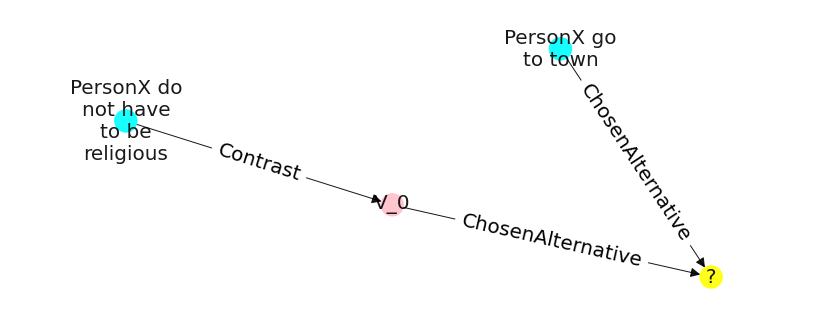 PersonX go
to town
PersonX do
not have
to be
religious
ChosenAlternative
Contrast
V_0
ChosenAlternative
?